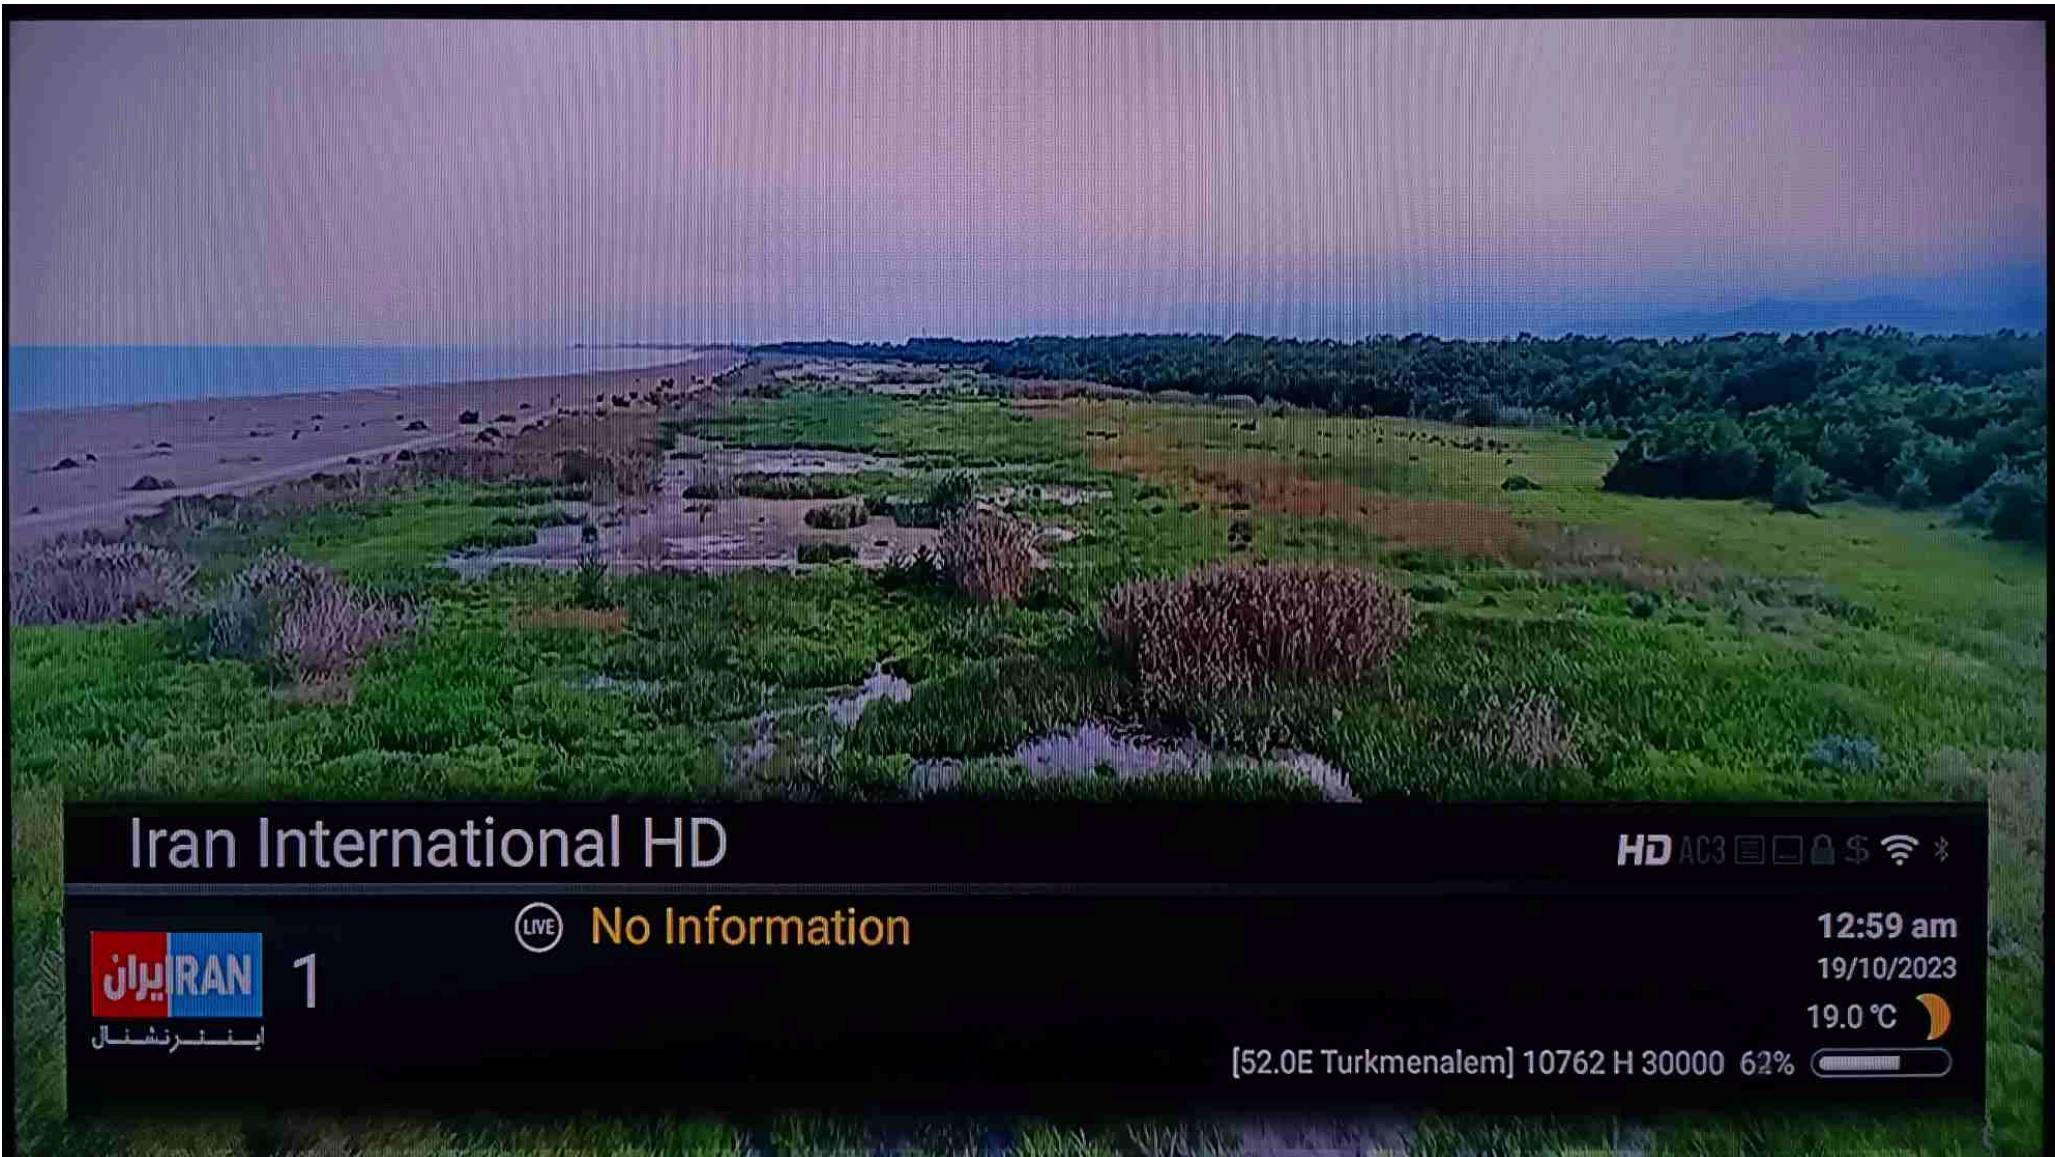 Iran International HD
HD AC3 $
LIVE No Information
12:59 am
ایران IRAN
1
19/10/2023
اینترنشنال
19.0 °C
[52.0E Turkmenalem] 10762 H 30000